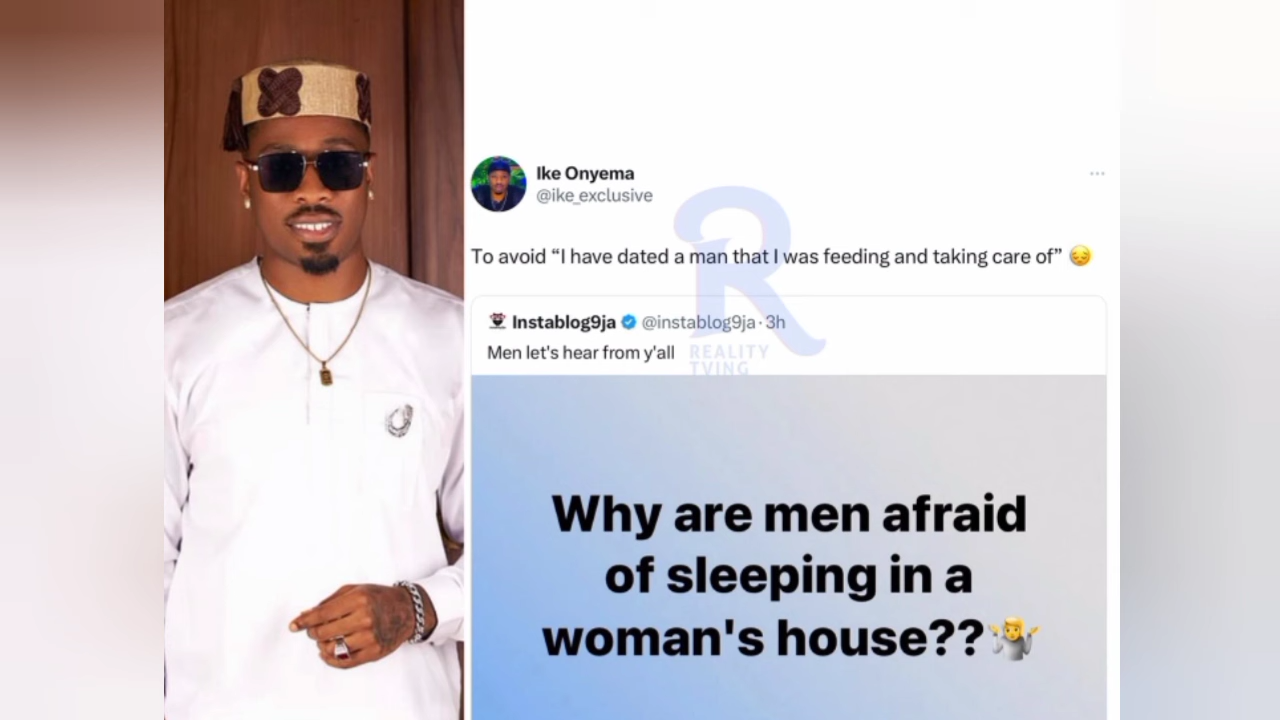 Ike Onyema
@ike_exclusive
To avoid “I have dated a man that I was feeding and taking care of” 😔
Instablog9ja @instablog9ja · 3h
Men let's hear from y'all
R
REALITY
TVING
Why are men afraid
of sleeping in a
woman's house??🤷‍♂️